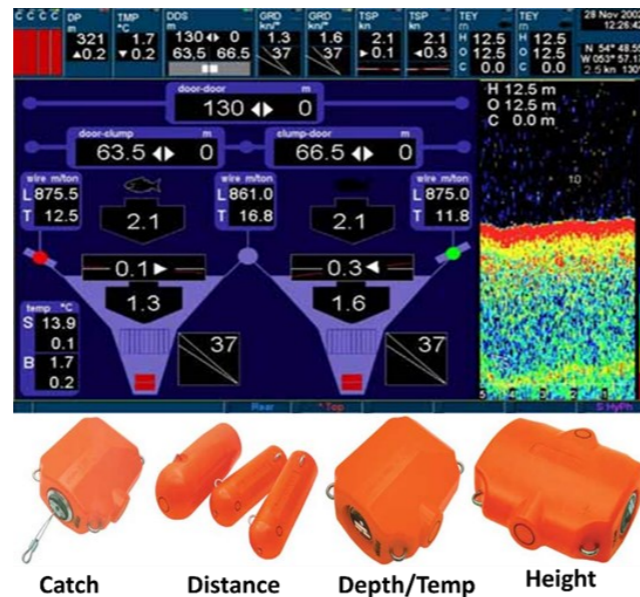 C C C C DP TMP DDS GRD GRD TSP TSP TEY TEY 28 Nov
m °C m kn/° kn/° kn kn m 12:26:4
321 1.7 130 0 1.3 1.6 1.2 2.1 H 12.5 H 12.5
▲0.2 ▼0.2 63,5 66.5 37 37 ▶0.1 ◀0.3 O 12.5 O 12.5
C 0.0 C 0.0
2.5 kn 130°
door-door m
130 0
door-clump m clump-door m
63.5 0 66.5 0
wire m/ton wire m/ton wire m/ton
L 875.5 L 861.0 L 875.0
T 12.5 T 16.8 T 11.8
2.1 2.1
0.1 ▶ 0.3 ◀
1.3 1.6
37 37
temp °C
S 13.9
0.1
B 1.7
0.2
H 12.5 m
O 12.5 m
C 0.0 m
10
5 4 3 2 1
Rear * Top S:HyPh
Catch Distance Depth/Temp Height